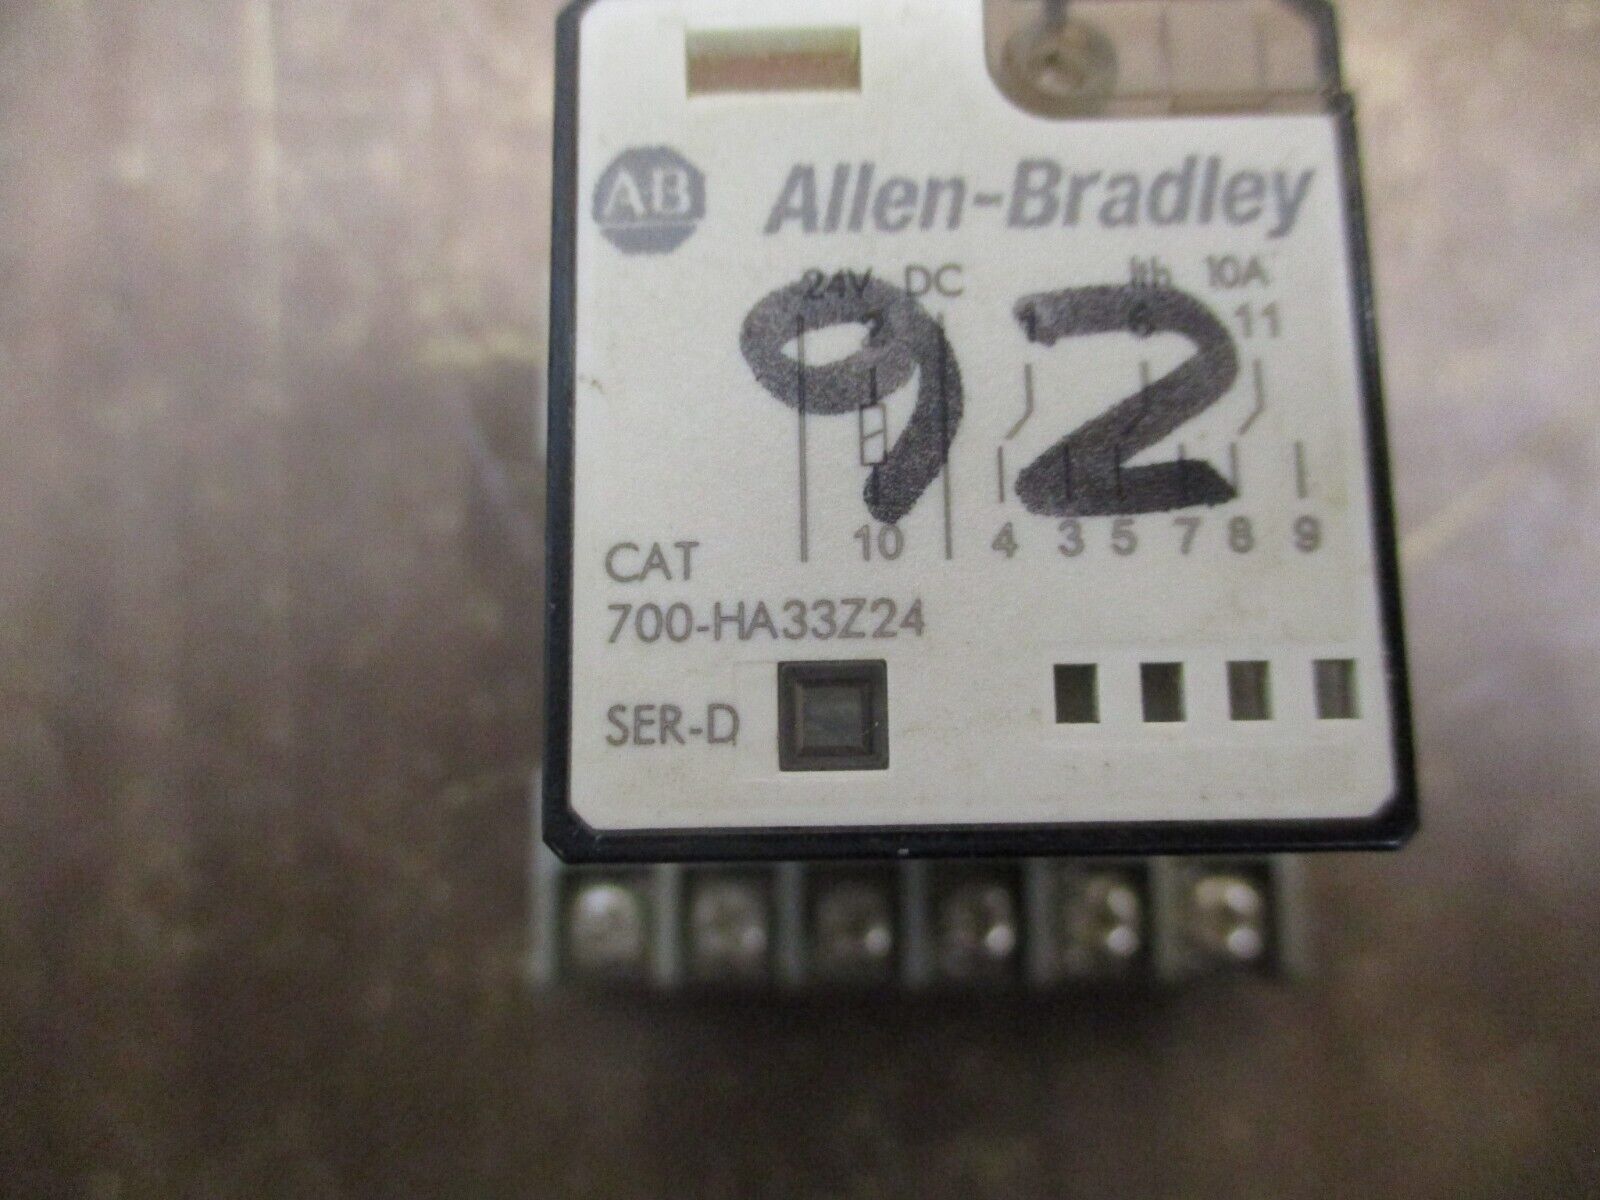 AB Allen-Bradley
24V DC Ith 10A
2 1 6 11
92
10 4 3 5 7 8 9
CAT
700-HA33Z24
SER-D